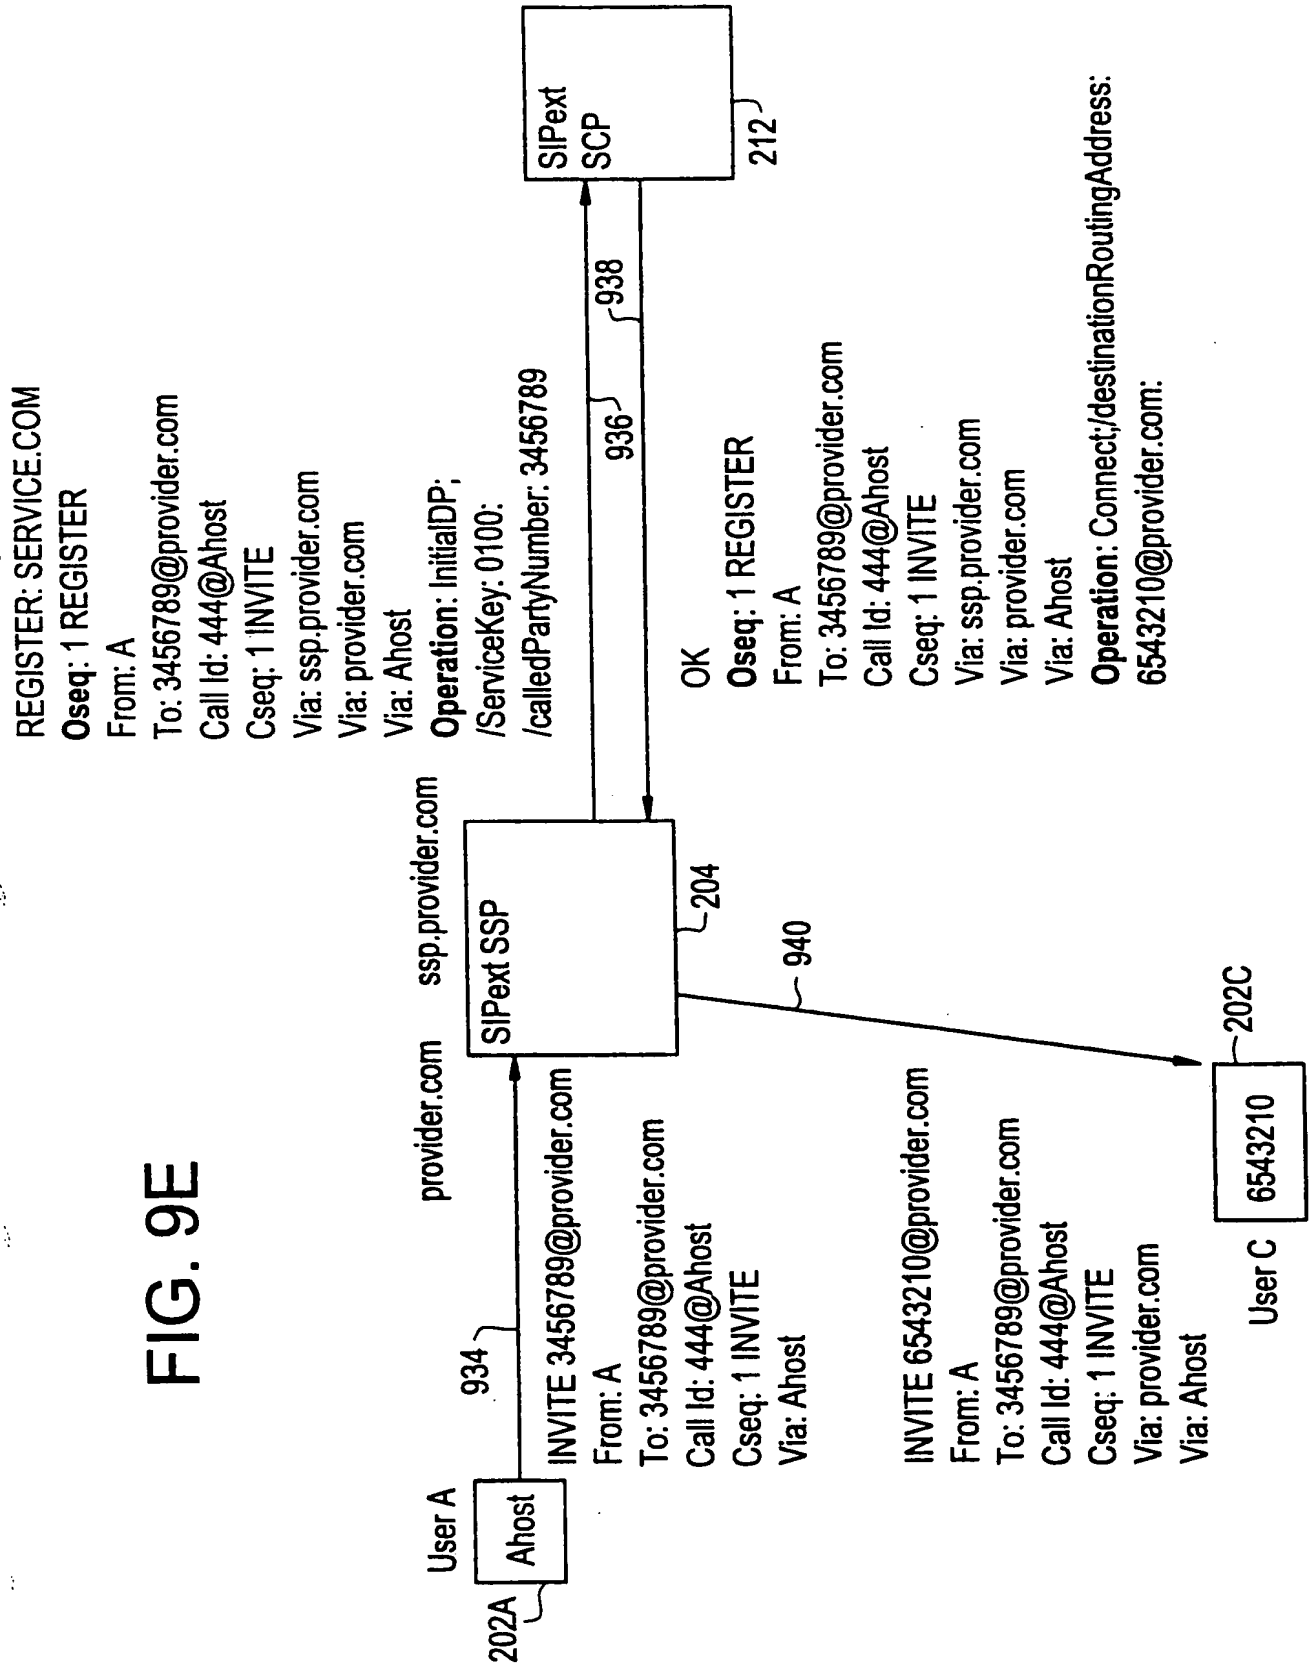 FIG. 9E
REGISTER: SERVICE.COM
Oseq: 1 REGISTER
From: A
To: 3456789@provider.com
Call Id: 444@Ahost
Cseq: 1 INVITE
Via: ssp.provider.com
Via: provider.com
Via: Ahost
Operation: InitialDP;
/ServiceKey: 0100:
/calledPartyNumber: 3456789
User A
Ahost
202A
934
provider.com
ssp.provider.com
SIPext SSP
204
936
938
SIPext
SCP
212
INVITE 3456789@provider.com
From: A
To: 3456789@provider.com
Call Id: 444@Ahost
Cseq: 1 INVITE
Via: Ahost
OK
Oseq: 1 REGISTER
From: A
To: 3456789@provider.com
Call Id: 444@Ahost
Cseq: 1 INVITE
Via: ssp.provider.com
Via: provider.com
Via: Ahost
Operation: Connect;/destinationRoutingAddress:
6543210@provider.com:
940
INVITE 6543210@provider.com
From: A
To: 3456789@provider.com
Call Id: 444@Ahost
Cseq: 1 INVITE
Via: provider.com
Via: Ahost
User C
6543210
202C